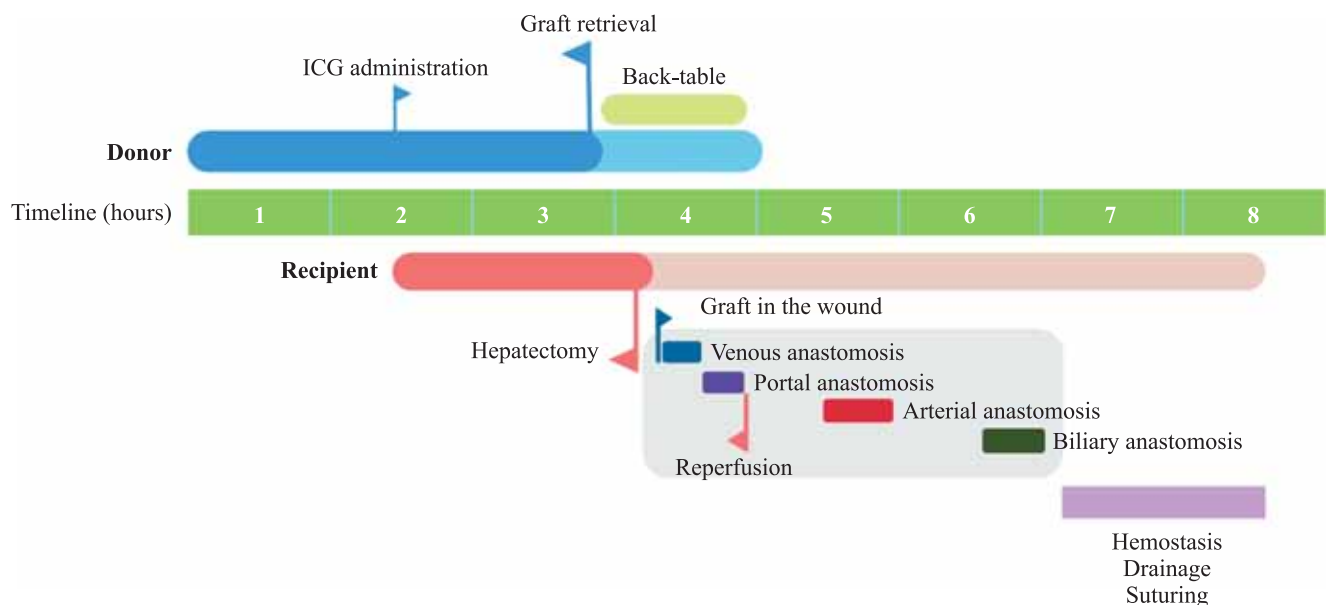 Graft retrieval
ICG administration
Back-table
Donor
Timeline (hours) 1 2 3 4 5 6 7 8
Recipient
Graft in the wound
Hepatectomy
Venous anastomosis
Portal anastomosis
Arterial anastomosis
Biliary anastomosis
Reperfusion
Hemostasis
Drainage
Suturing